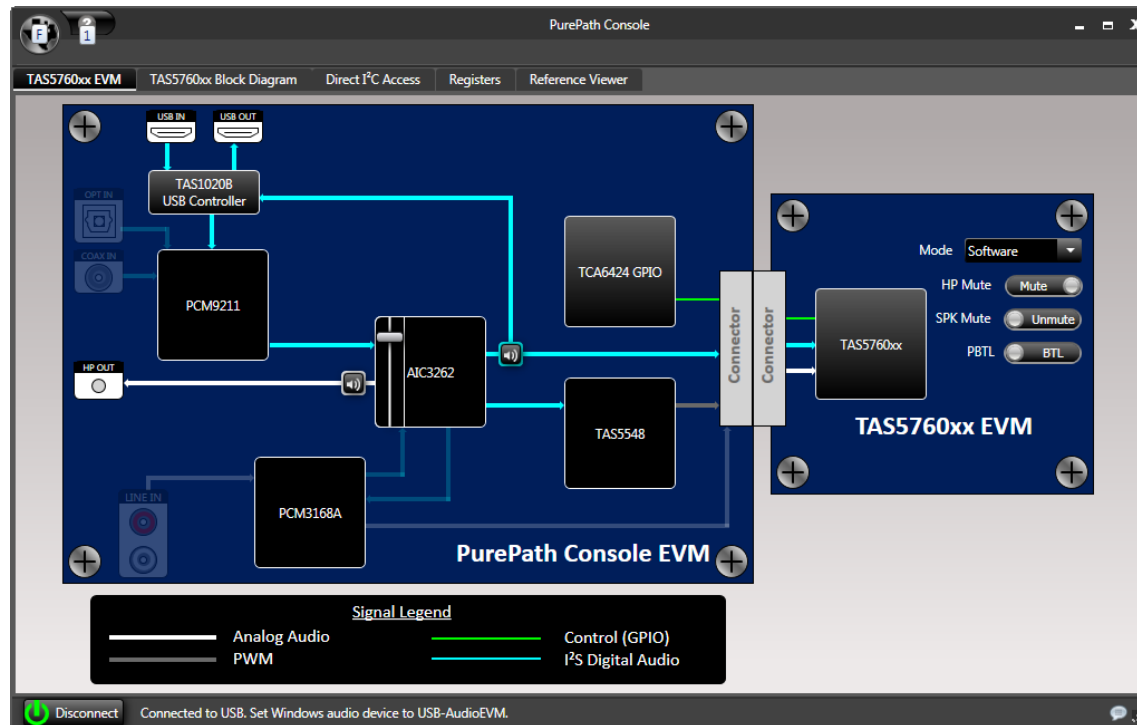 PurePath Console
F
1
TAS5760xx EVM
TAS5760xx Block Diagram
Direct I²C Access
Registers
Reference Viewer
USB IN
USB OUT
TAS1020B
USB Controller
OPT IN
COAX IN
PCM9211
HP OUT
AIC3262
TCA6424 GPIO
TAS5548
LINE IN
PCM3168A
Connector
Connector
PurePath Console EVM
Mode
Software
HP Mute
Mute
SPK Mute
Unmute
PBTL
BTL
TAS5760xx
TAS5760xx EVM
Signal Legend
Analog Audio
Control (GPIO)
PWM
I²S Digital Audio
Disconnect
Connected to USB. Set Windows audio device to USB-AudioEVM.